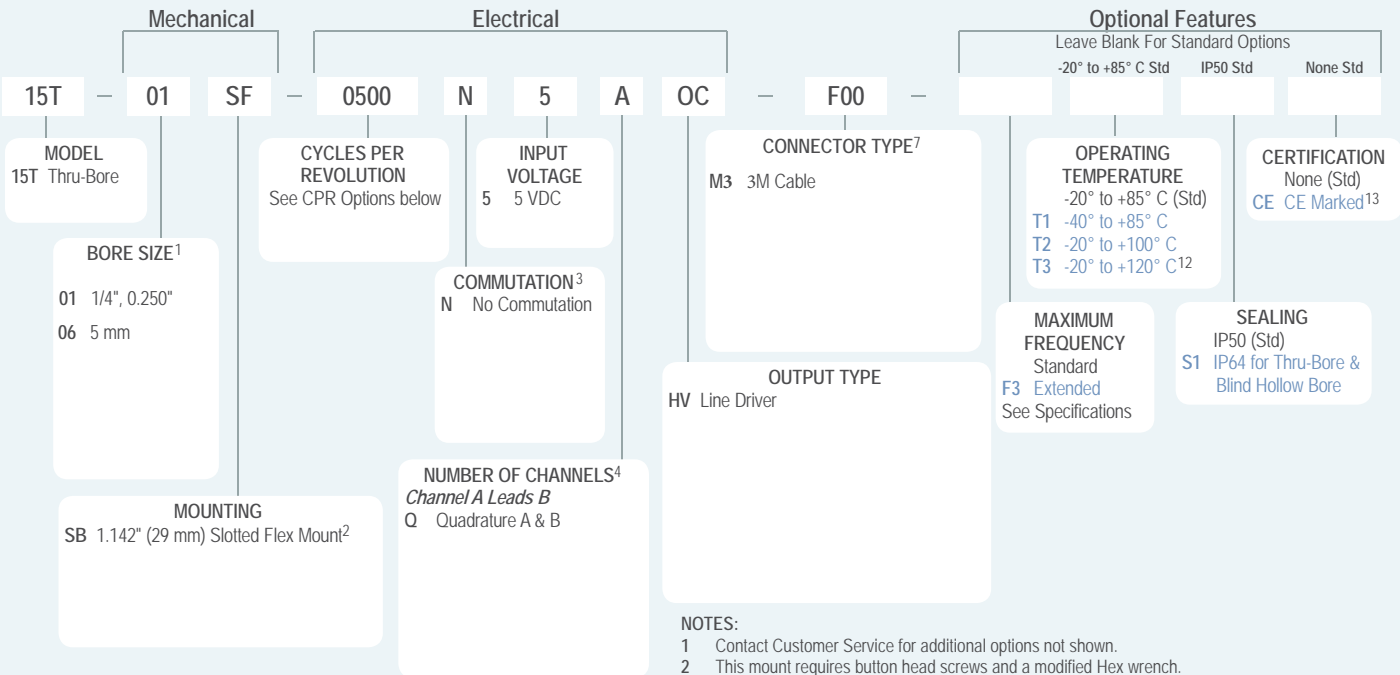 Mechanical
Electrical
Optional Features
Leave Blank For Standard Options
-20° to +85° C Std IP50 Std None Std
15T – 01 SF – 0500 N 5 A OC – F00 –
MODEL
15T Thru-Bore
BORE SIZE1
01 1/4", 0.250"
06 5 mm
MOUNTING
SB 1.142" (29 mm) Slotted Flex Mount2
CYCLES PER
REVOLUTION
See CPR Options below
COMMUTATION3
N No Commutation
INPUT
VOLTAGE
5 5 VDC
NUMBER OF CHANNELS4
Channel A Leads B
Q Quadrature A & B
OUTPUT TYPE
HV Line Driver
CONNECTOR TYPE7
M3 3M Cable
MAXIMUM
FREQUENCY
Standard
F3 Extended
See Specifications
OPERATING
TEMPERATURE
-20° to +85° C (Std)
T1 -40° to +85° C
T2 -20° to +100° C
T3 -20° to +120° C12
SEALING
IP50 (Std)
S1 IP64 for Thru-Bore &
Blind Hollow Bore
CERTIFICATION
None (Std)
CE CE Marked13
NOTES:
1 Contact Customer Service for additional options not shown.
2 This mount requires button head screws and a modified Hex wrench.